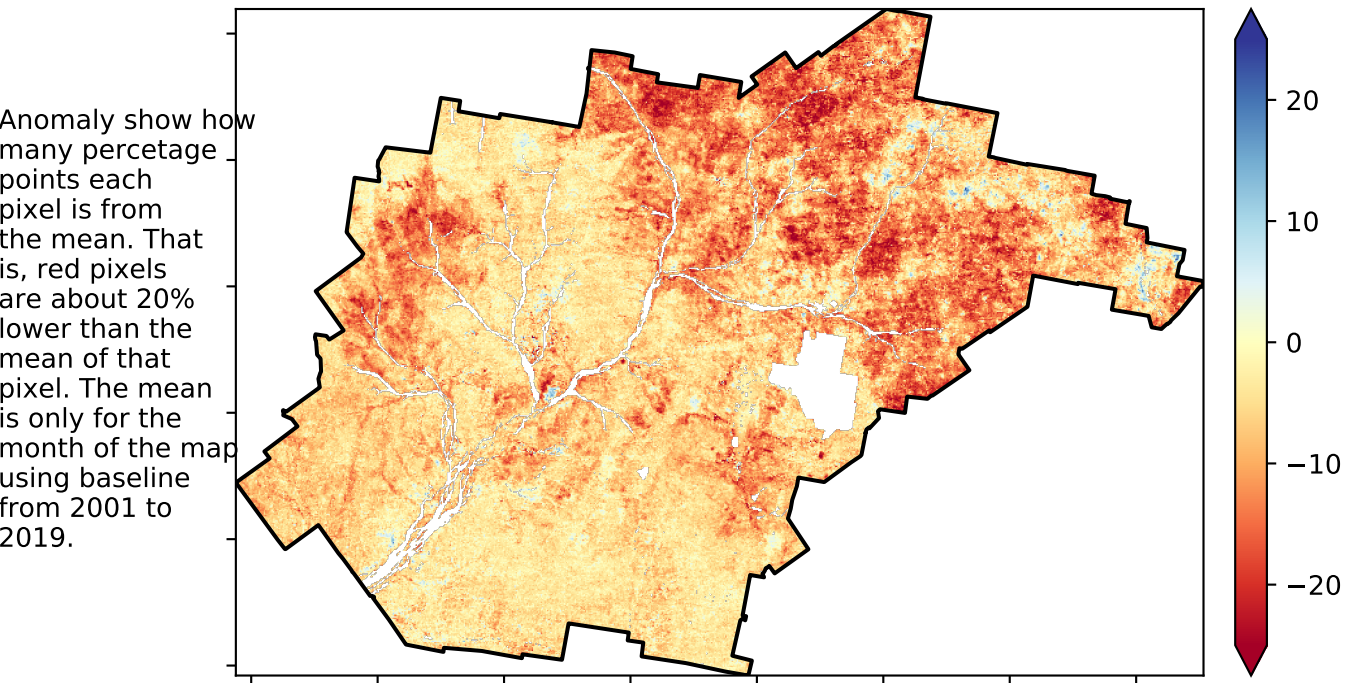 Anomaly show how
many percetage
points each
pixel is from
the mean. That
is, red pixels
are about 20%
lower than the
mean of that
pixel. The mean
is only for the
month of the map
using baseline
from 2001 to
2019.
20
10
0
−10
−20